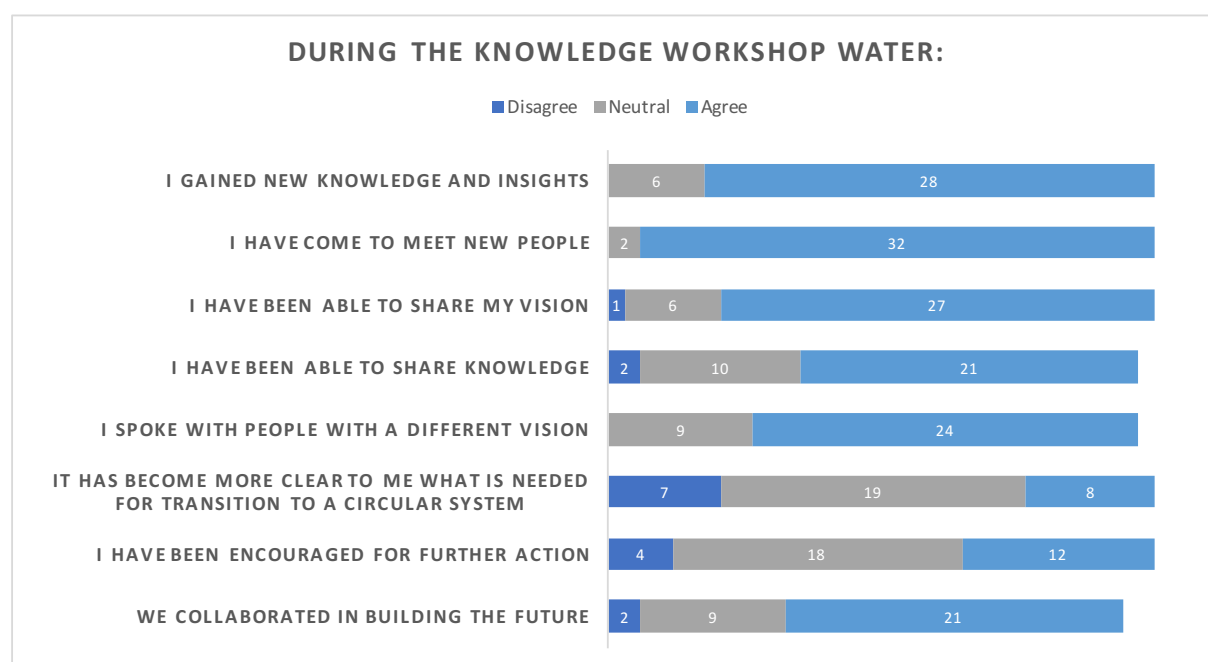 DURING THE KNOWLEDGE WORKSHOP WATER:
Disagree Neutral Agree
I GAINED NEW KNOWLEDGE AND INSIGHTS 6 28
I HAVE COME TO MEET NEW PEOPLE 2 32
I HAVE BEEN ABLE TO SHARE MY VISION 1 6 27
I HAVE BEEN ABLE TO SHARE KNOWLEDGE 2 10 21
I SPOKE WITH PEOPLE WITH A DIFFERENT VISION 9 24
IT HAS BECOME MORE CLEAR TO ME WHAT IS NEEDED
FOR TRANSITION TO A CIRCULAR SYSTEM 7 19 8
I HAVE BEEN ENCOURAGED FOR FURTHER ACTION 4 18 12
WE COLLABORATED IN BUILDING THE FUTURE 2 9 21